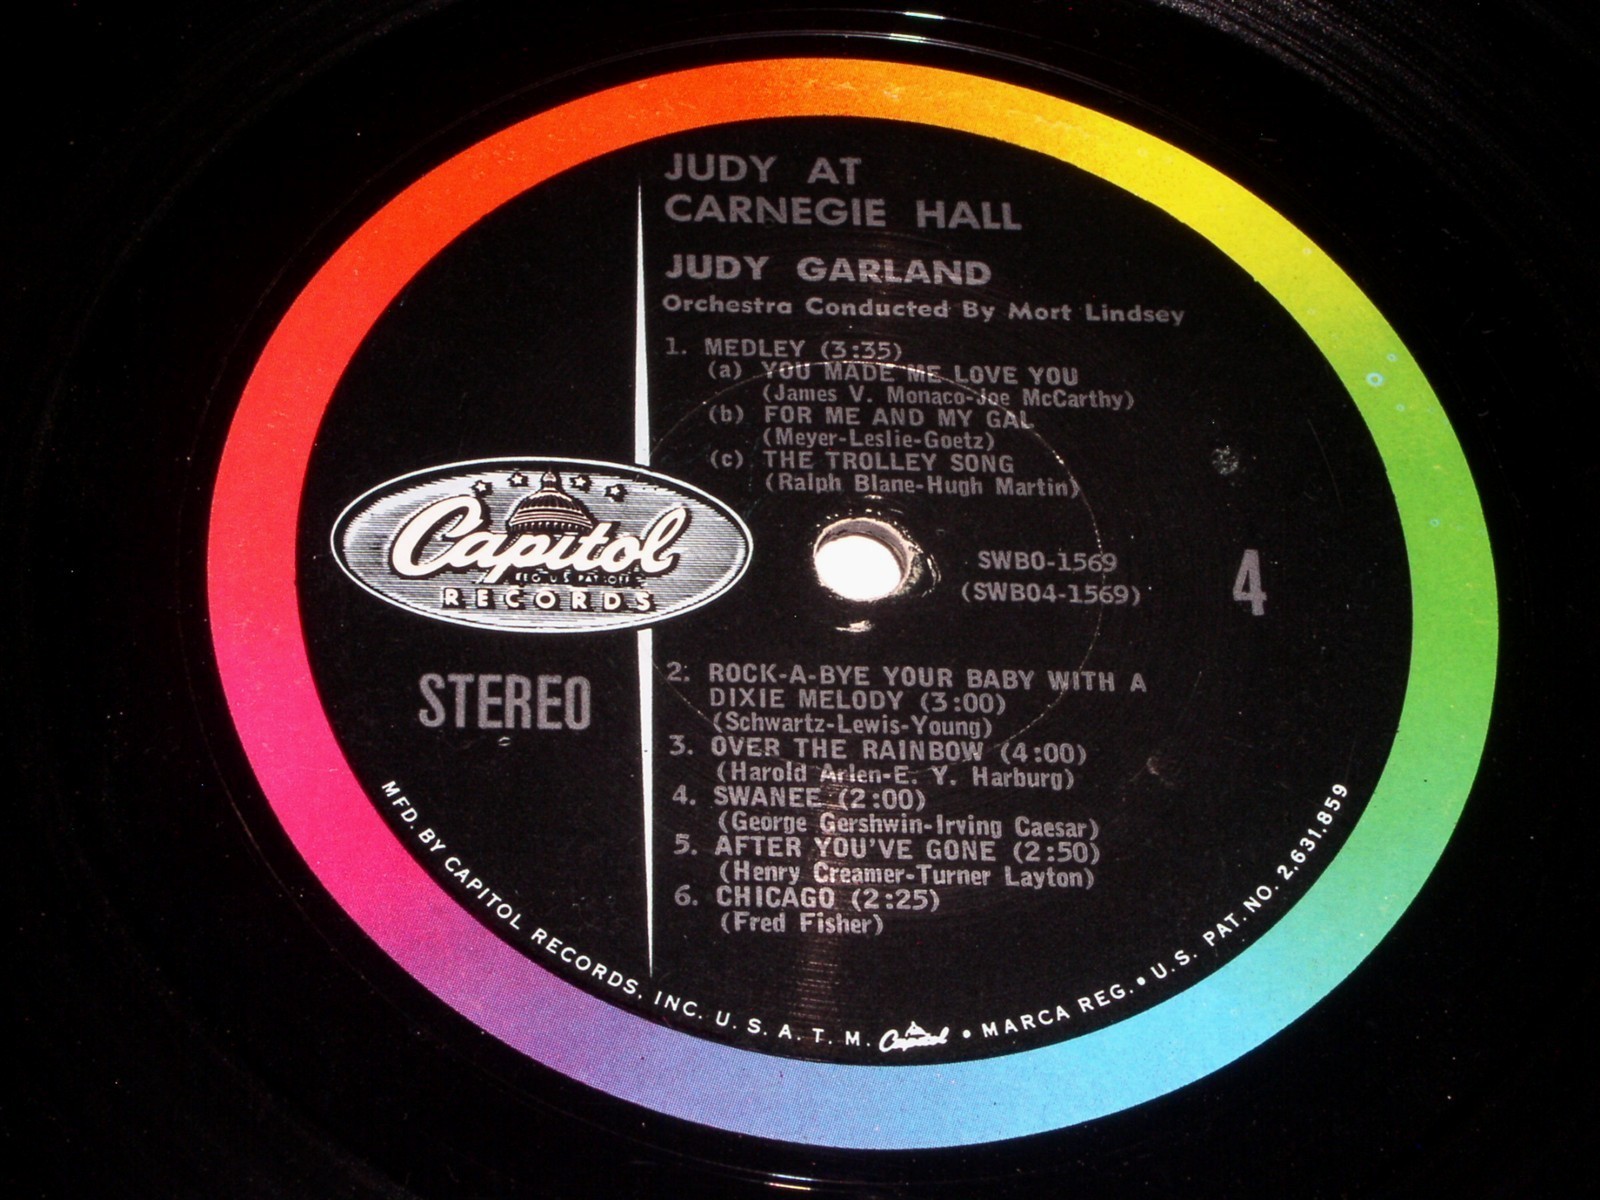 JUDY AT
CARNEGIE HALL
JUDY GARLAND
Orchestra Conducted By Mort Lindsey
1. MEDLEY (3:35)
(a) YOU MADE ME LOVE YOU
(James V. Monaco-Joe McCarthy)
(b) FOR ME AND MY GAL
(Meyer-Leslie-Goetz)
(c) THE TROLLEY SONG
(Ralph Blane-Hugh Martin)
Capitol
REG. U.S. PAT. OFF.
RECORDS
SWBO-1569
(SWBO4-1569)
4
STEREO
2. ROCK-A-BYE YOUR BABY WITH A
DIXIE MELODY (3:00)
(Schwartz-Lewis-Young)
3. OVER THE RAINBOW (4:00)
(Harold Arlen-E. Y. Harburg)
4. SWANEE (2:00)
(George Gershwin-Irving Caesar)
5. AFTER YOU'VE GONE (2:50)
(Henry Creamer-Turner Layton)
6. CHICAGO (2:25)
(Fred Fisher)
MFD. BY CAPITOL RECORDS, INC. U. S. A. T. M. Capitol • MARCA REG. • U.S. PAT. NO. 2,631,859